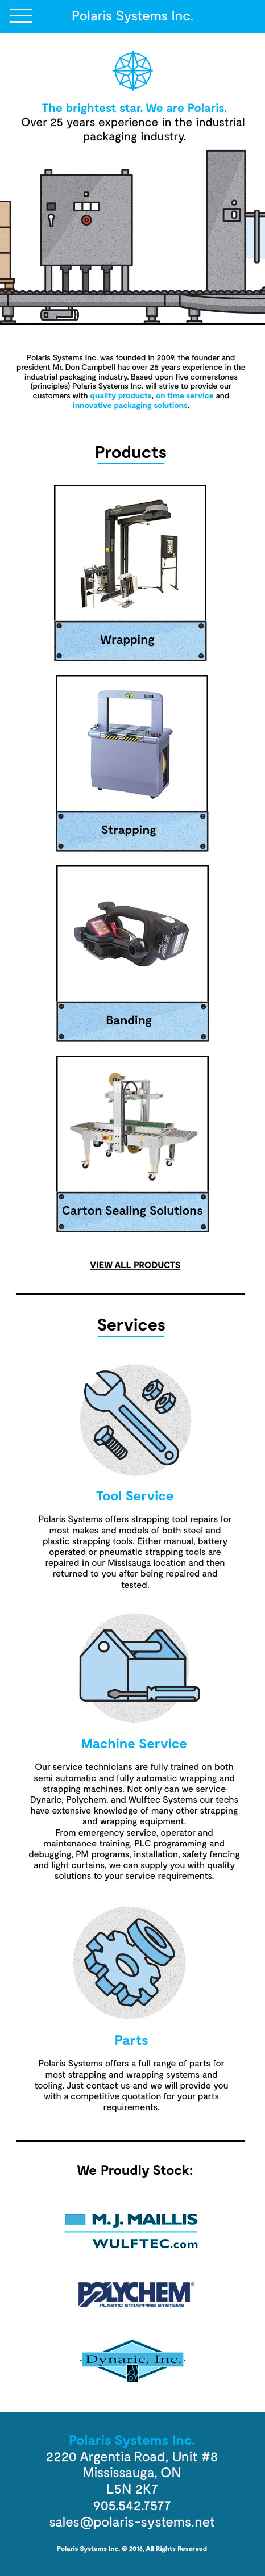 Polaris Systems Inc.
The brightest star. We are Polaris.
Over 25 years experience in the industrial
packaging industry.
Polaris Systems Inc. was founded in 2009, the founder and
president Mr. Don Campbell has over 25 years experience in the
industrial packaging industry. Based upon five cornerstones
(principles) Polaris Systems Inc. will strive to provide our
customers with quality products, on time service and
innovative packaging solutions.
Products
Wrapping
Strapping
Banding
Carton Sealing Solutions
VIEW ALL PRODUCTS
Services
Tool Service
Polaris Systems offers strapping tool repairs for
most makes and models of both steel and
plastic strapping tools. Either manual, battery
operated or pneumatic strapping tools are
repaired in our Missisauga location and then
returned to you after being repaired and
tested.
Machine Service
Our service technicians are fully trained on both
semi automatic and fully automatic wrapping and
strapping machines. Not only can we service
Dynaric, Polychem, and Wulftec Systems our techs
have extensive knowledge of many other strapping
and wrapping equipment.
From emergency service, operator and
maintenance training, PLC programming and
debugging, PM programs, installation, safety fencing
and light curtains, we can supply you with quality
solutions to your service requirements.
Parts
Polaris Systems offers a full range of parts for
most strapping and wrapping systems and
tooling. Just contact us and we will provide you
with a competitive quotation for your parts
requirements.
We Proudly Stock:
M. J. MAILLIS
WULFTEC.com
POLYCHEM®
PLASTIC STRAPPING SYSTEMS
Dynaric, Inc.
Polaris Systems Inc.
2220 Argentia Road, Unit #8
Mississauga, ON
L5N 2K7
905.542.7577
sales@polaris-systems.net
Polaris Systems Inc. © 2016, All Rights Reserved